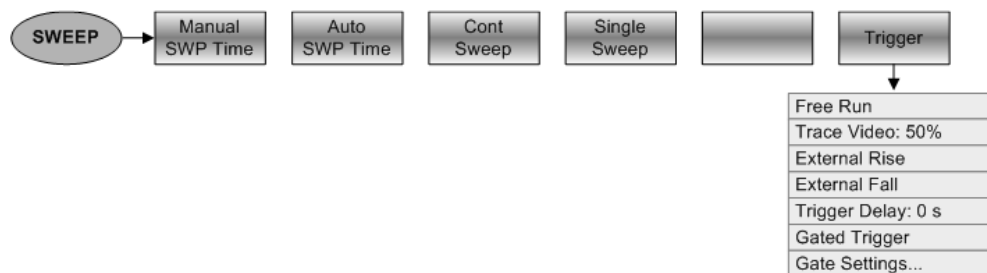 SWEEP
Manual
SWP Time
Auto
SWP Time
Cont
Sweep
Single
Sweep
Trigger
Free Run
Trace Video: 50%
External Rise
External Fall
Trigger Delay: 0 s
Gated Trigger
Gate Settings...